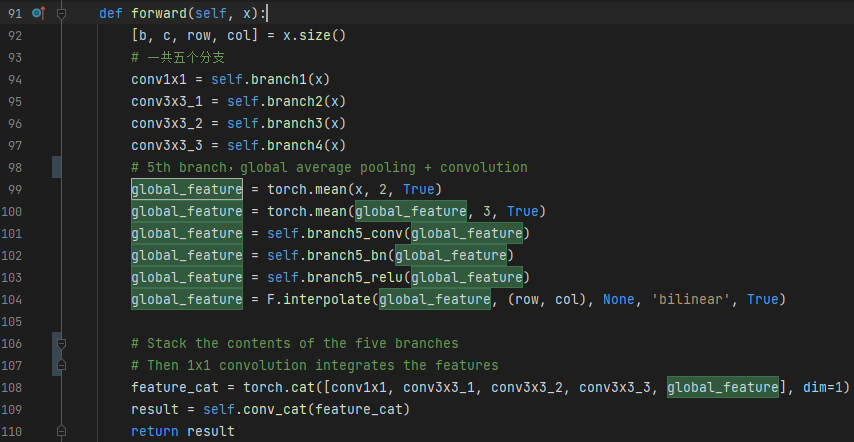 91 def forward(self, x):
92 [b, c, row, col] = x.size()
93 # 一共五个分支
94 conv1x1 = self.branch1(x)
95 conv3x3_1 = self.branch2(x)
96 conv3x3_2 = self.branch3(x)
97 conv3x3_3 = self.branch4(x)
98 # 5th branch，global average pooling + convolution
99 global_feature = torch.mean(x, 2, True)
100 global_feature = torch.mean(global_feature, 3, True)
101 global_feature = self.branch5_conv(global_feature)
102 global_feature = self.branch5_bn(global_feature)
103 global_feature = self.branch5_relu(global_feature)
104 global_feature = F.interpolate(global_feature, (row, col), None, 'bilinear', True)
105
106 # Stack the contents of the five branches
107 # Then 1x1 convolution integrates the features
108 feature_cat = torch.cat([conv1x1, conv3x3_1, conv3x3_2, conv3x3_3, global_feature], dim=1)
109 result = self.conv_cat(feature_cat)
110 return result